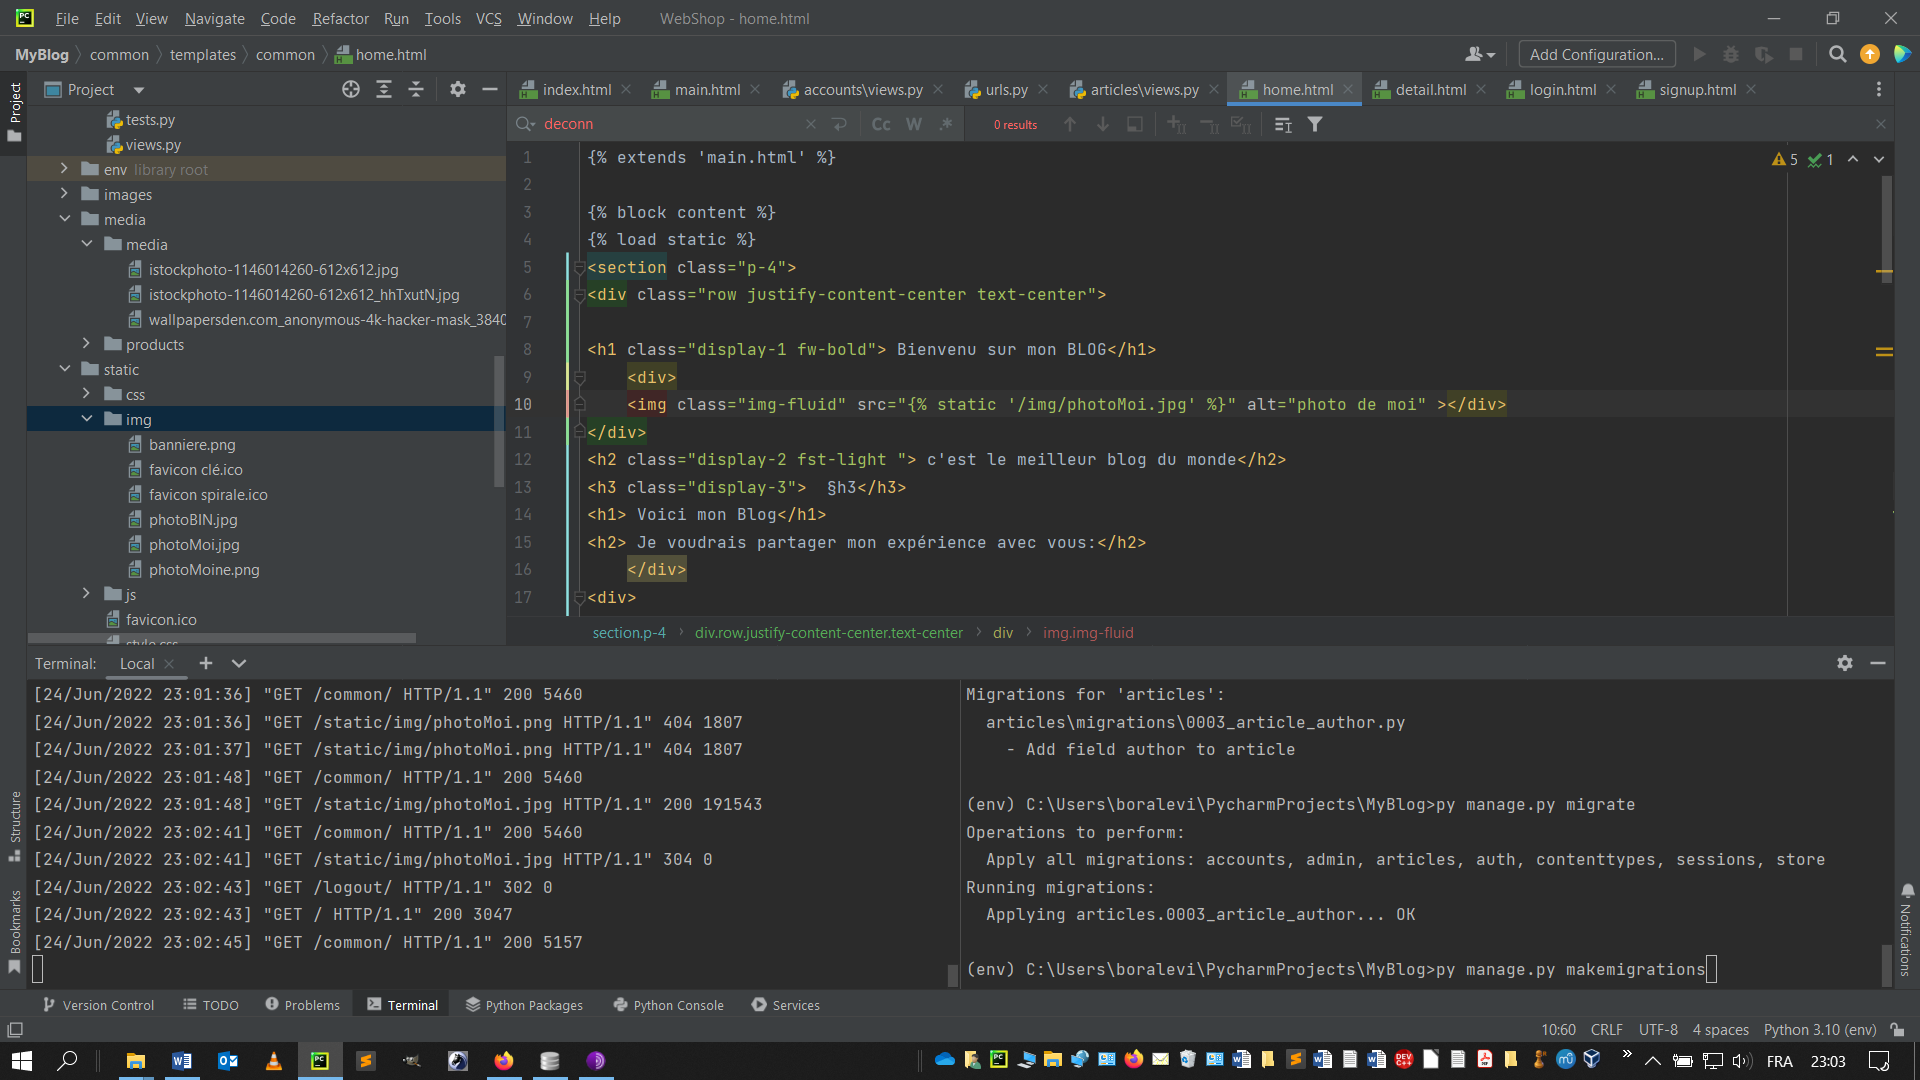 File Edit View Navigate Code Refactor Run Tools VCS Window Help WebShop - home.html
MyBlog common templates common home.html
Add Configuration...
Project
Project
tests.py
views.py
env library root
images
media
media
istockphoto-1146014260-612x612.jpg
istockphoto-1146014260-612x612_hhTxutN.jpg
wallpapersden.com_anonymous-4k-hacker-mask_3840
products
static
css
img
banniere.png
favicon clé.ico
favicon spirale.ico
photoBIN.jpg
photoMoi.jpg
photoMoine.png
js
favicon.ico
style.css
index.html main.html accounts\views.py urls.py articles\views.py home.html detail.html login.html signup.html
deconn Cc W .* 0 results
5 1
1 {% extends 'main.html' %}
2
3 {% block content %}
4 {% load static %}
5 <section class="p-4">
6 <div class="row justify-content-center text-center">
7
8 <h1 class="display-1 fw-bold"> Bienvenu sur mon BLOG</h1>
9 <div>
10 <img class="img-fluid" src="{% static '/img/photoMoi.jpg' %}" alt="photo de moi" ></div>
11 </div>
12 <h2 class="display-2 fst-light "> c'est le meilleur blog du monde</h2>
13 <h3 class="display-3">  §h3</h3>
14 <h1> Voici mon Blog</h1>
15 <h2> Je voudrais partager mon expérience avec vous:</h2>
16 </div>
17 <div>
section.p-4 div.row.justify-content-center.text-center div img.img-fluid
Terminal: Local
[24/Jun/2022 23:01:36] "GET /common/ HTTP/1.1" 200 5460
[24/Jun/2022 23:01:36] "GET /static/img/photoMoi.png HTTP/1.1" 404 1807
[24/Jun/2022 23:01:37] "GET /static/img/photoMoi.png HTTP/1.1" 404 1807
[24/Jun/2022 23:01:48] "GET /common/ HTTP/1.1" 200 5460
[24/Jun/2022 23:01:48] "GET /static/img/photoMoi.jpg HTTP/1.1" 200 191543
[24/Jun/2022 23:02:41] "GET /common/ HTTP/1.1" 200 5460
[24/Jun/2022 23:02:41] "GET /static/img/photoMoi.jpg HTTP/1.1" 304 0
[24/Jun/2022 23:02:43] "GET /logout/ HTTP/1.1" 302 0
[24/Jun/2022 23:02:43] "GET / HTTP/1.1" 200 3047
[24/Jun/2022 23:02:45] "GET /common/ HTTP/1.1" 200 5157
Migrations for 'articles':
articles\migrations\0003_article_author.py
- Add field author to article
(env) C:\Users\boralevi\PycharmProjects\MyBlog>py manage.py migrate
Operations to perform:
Apply all migrations: accounts, admin, articles, auth, contenttypes, sessions, store
Running migrations:
Applying articles.0003_article_author... OK
(env) C:\Users\boralevi\PycharmProjects\MyBlog>py manage.py makemigrations
Structure
Bookmarks
Notifications
Version Control TODO Problems Terminal Python Packages Python Console Services
10:60 CRLF UTF-8 4 spaces Python 3.10 (env)
FRA 23:03